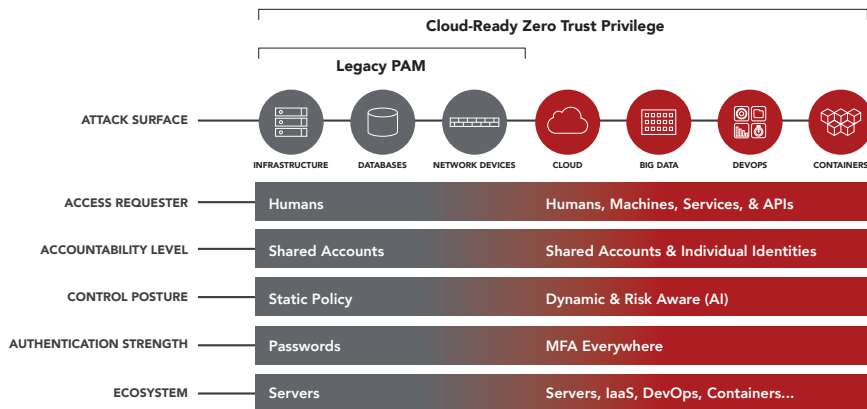 Cloud-Ready Zero Trust Privilege
Legacy PAM
ATTACK SURFACE
INFRASTRUCTURE DATABASES NETWORK DEVICES CLOUD BIG DATA DEVOPS CONTAINERS
ACCESS REQUESTER Humans Humans, Machines, Services, & APIs
ACCOUNTABILITY LEVEL Shared Accounts Shared Accounts & Individual Identities
CONTROL POSTURE Static Policy Dynamic & Risk Aware (AI)
AUTHENTICATION STRENGTH Passwords MFA Everywhere
ECOSYSTEM Servers Servers, IaaS, DevOps, Containers...